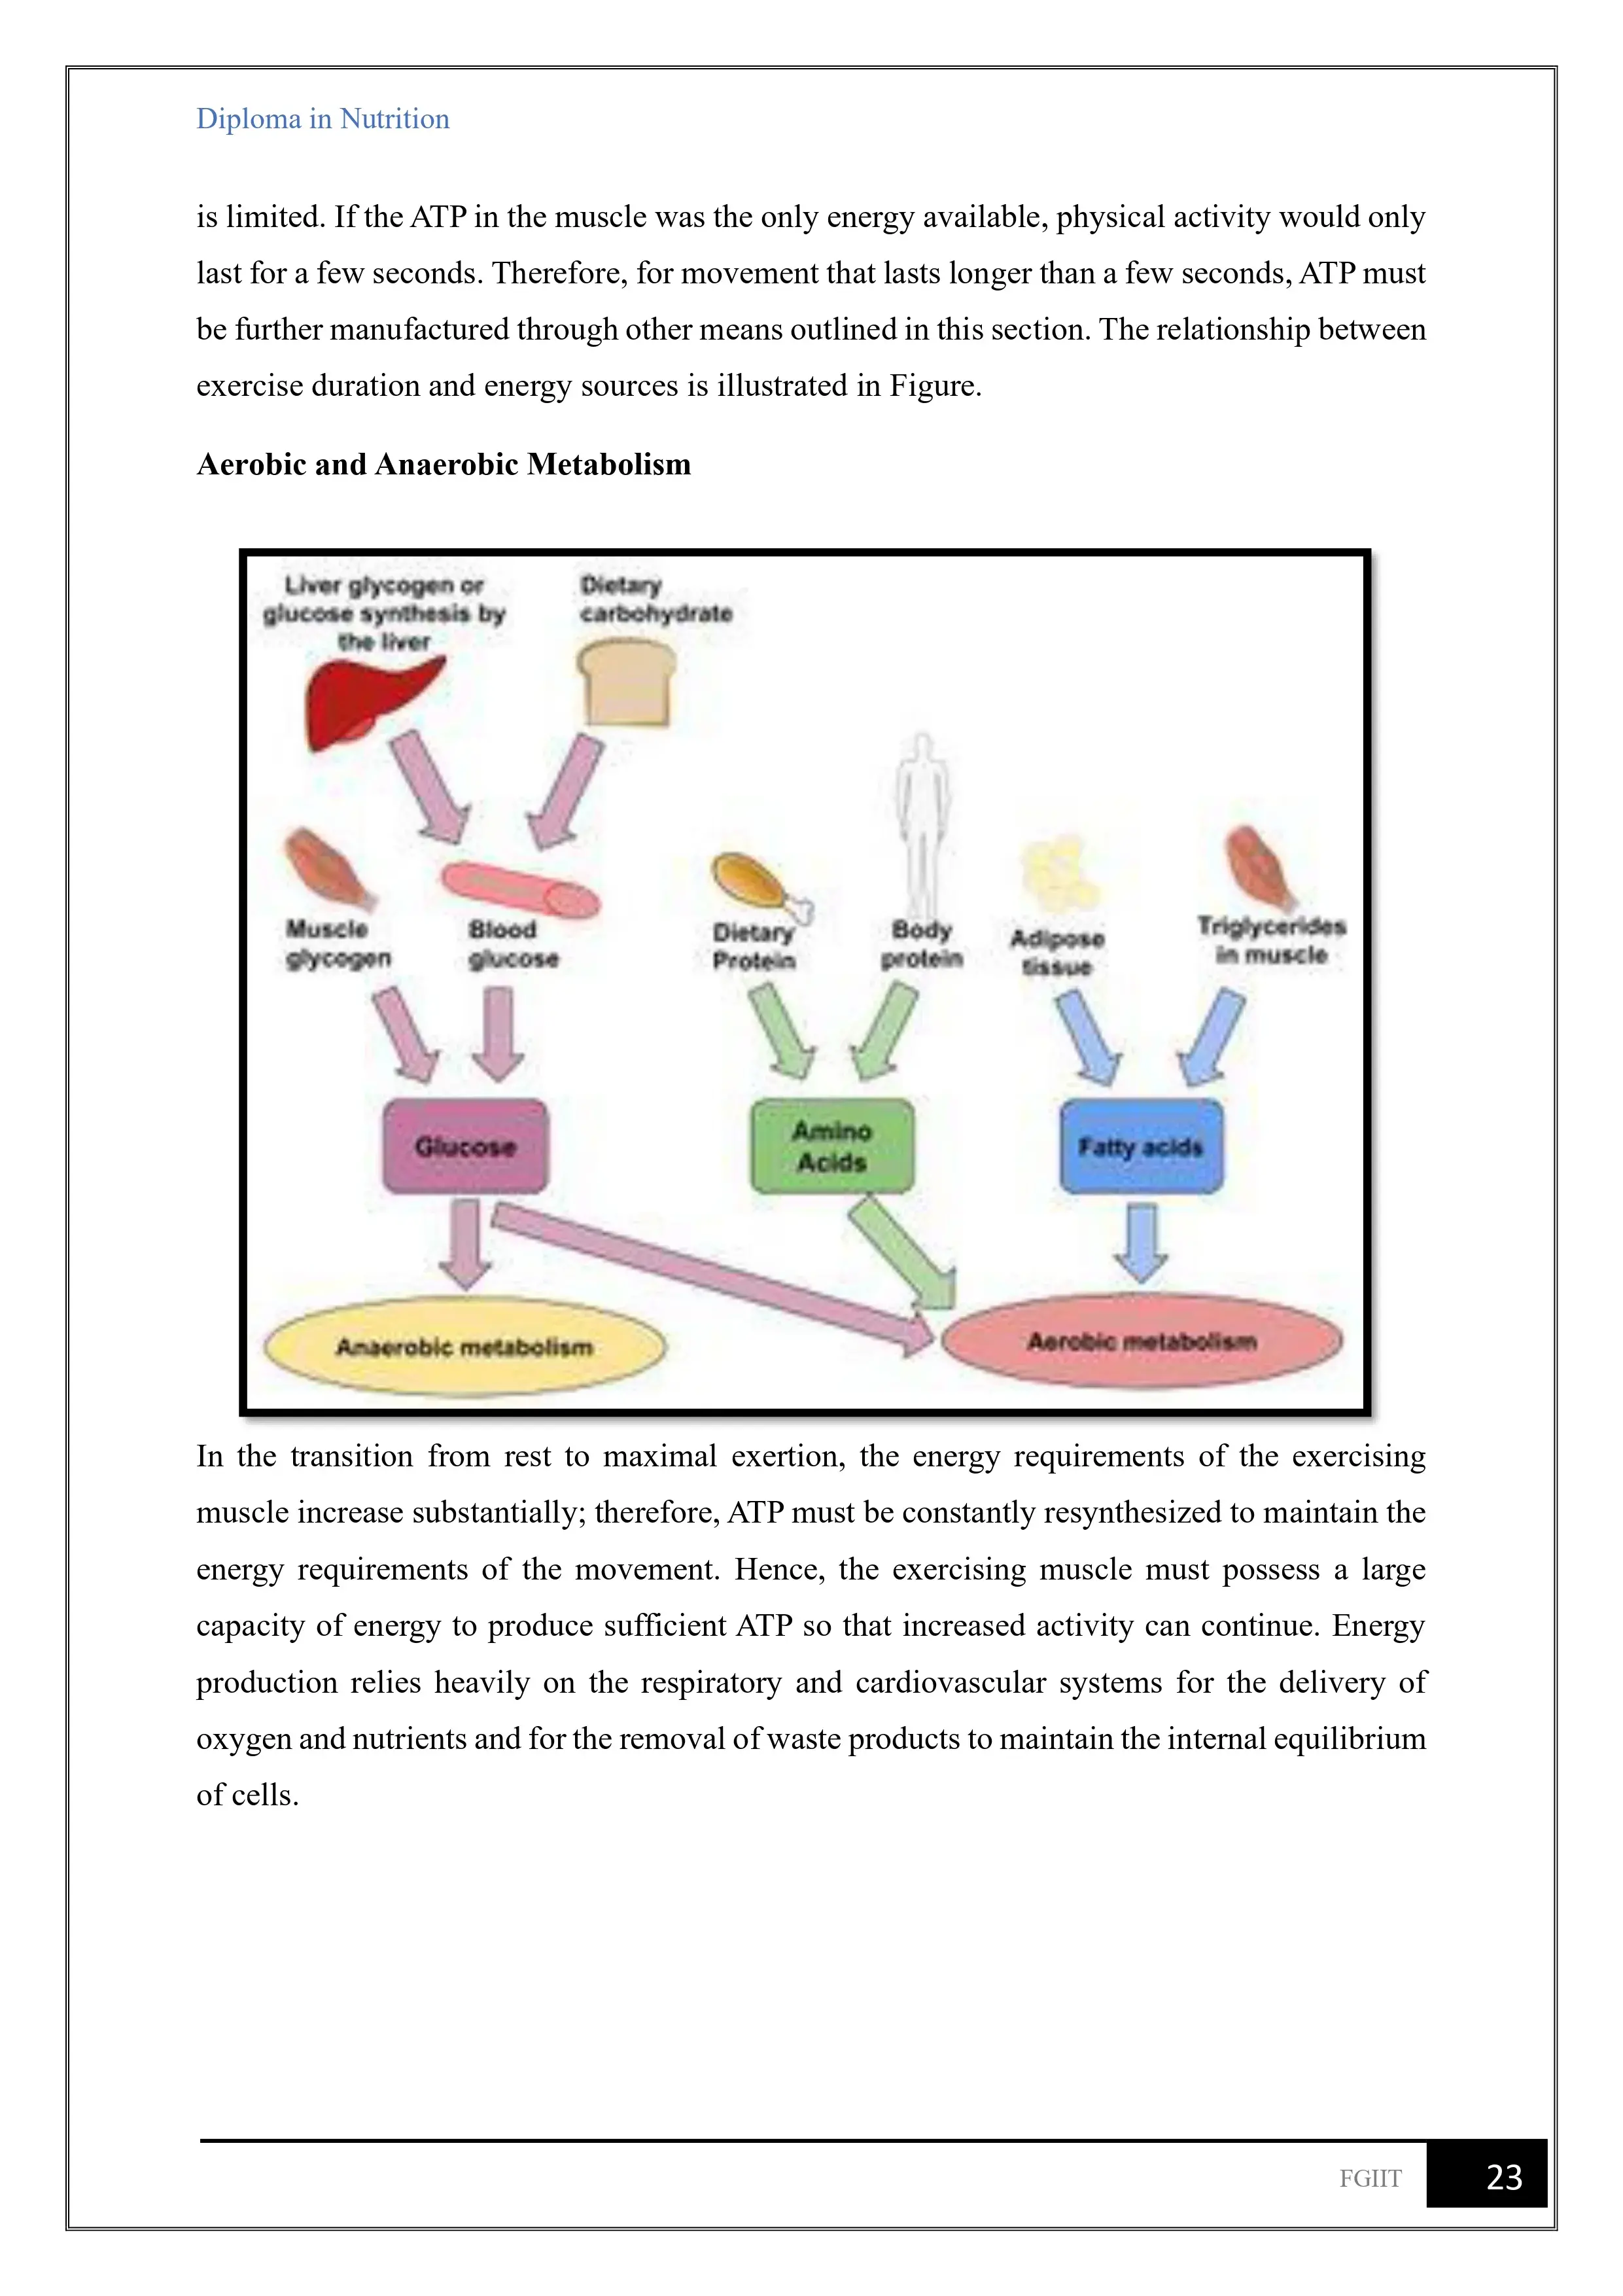 Diploma in Nutrition
is limited. If the ATP in the muscle was the only energy available, physical activity would only
last for a few seconds. Therefore, for movement that lasts longer than a few seconds, ATP must
be further manufactured through other means outlined in this section. The relationship between
exercise duration and energy sources is illustrated in Figure.
Aerobic and Anaerobic Metabolism
Liver glycogen or
glucose synthesis by
the liver
Dietary
carbohydrate
Muscle
glycogen
Blood
glucose
Dietary
Protein
Body
protein
Adipose
tissue
Triglycerides
in muscle
Glucose
Amino
Acids
Fatty acids
Anaerobic metabolism
Aerobic metabolism
In the transition from rest to maximal exertion, the energy requirements of the exercising
muscle increase substantially; therefore, ATP must be constantly resynthesized to maintain the
energy requirements of the movement. Hence, the exercising muscle must possess a large
capacity of energy to produce sufficient ATP so that increased activity can continue. Energy
production relies heavily on the respiratory and cardiovascular systems for the delivery of
oxygen and nutrients and for the removal of waste products to maintain the internal equilibrium
of cells.
FGIIT
23